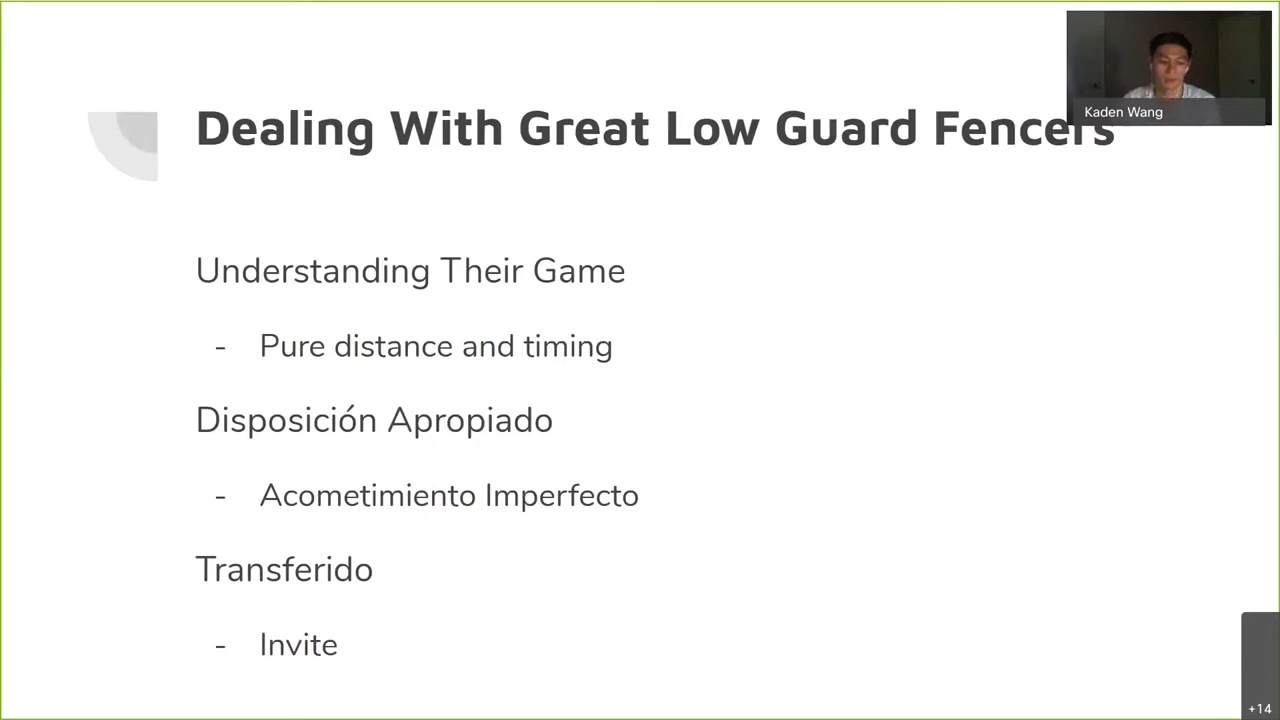 Kaden Wang
Dealing With Great Low Guard Fencers
Understanding Their Game
- Pure distance and timing
Disposición Apropiado
- Acometimiento Imperfecto
Transferido
- Invite
+14